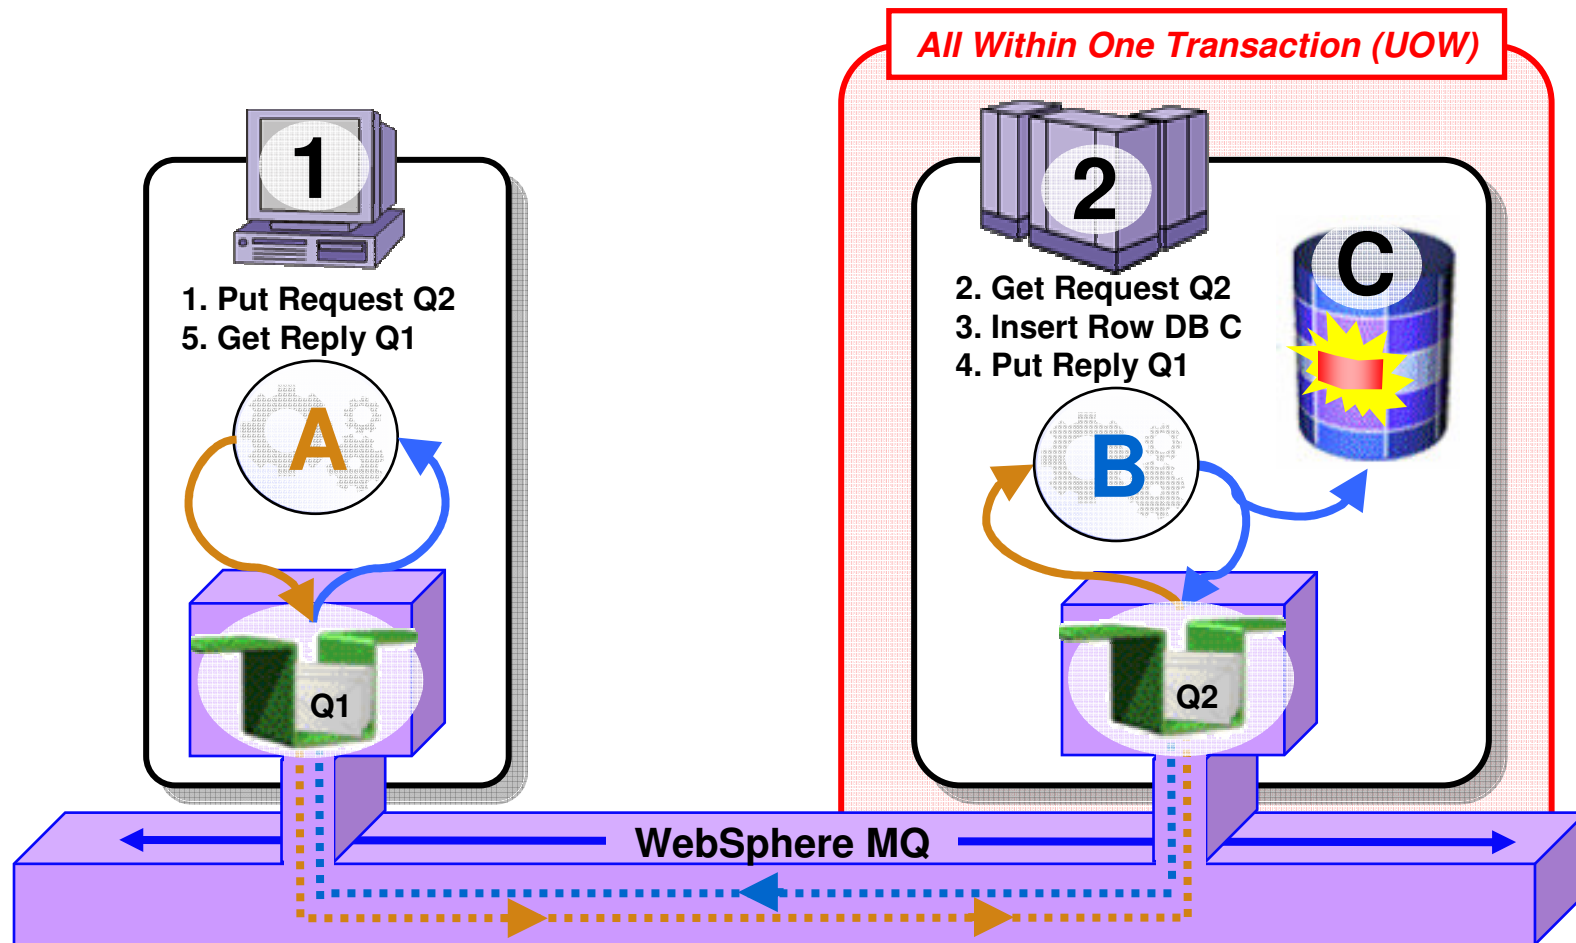 All Within One Transaction (UOW)
1
1. Put Request Q2
5. Get Reply Q1
A
Q1
2
2. Get Request Q2
3. Insert Row DB C
4. Put Reply Q1
C
B
Q2
WebSphere MQ